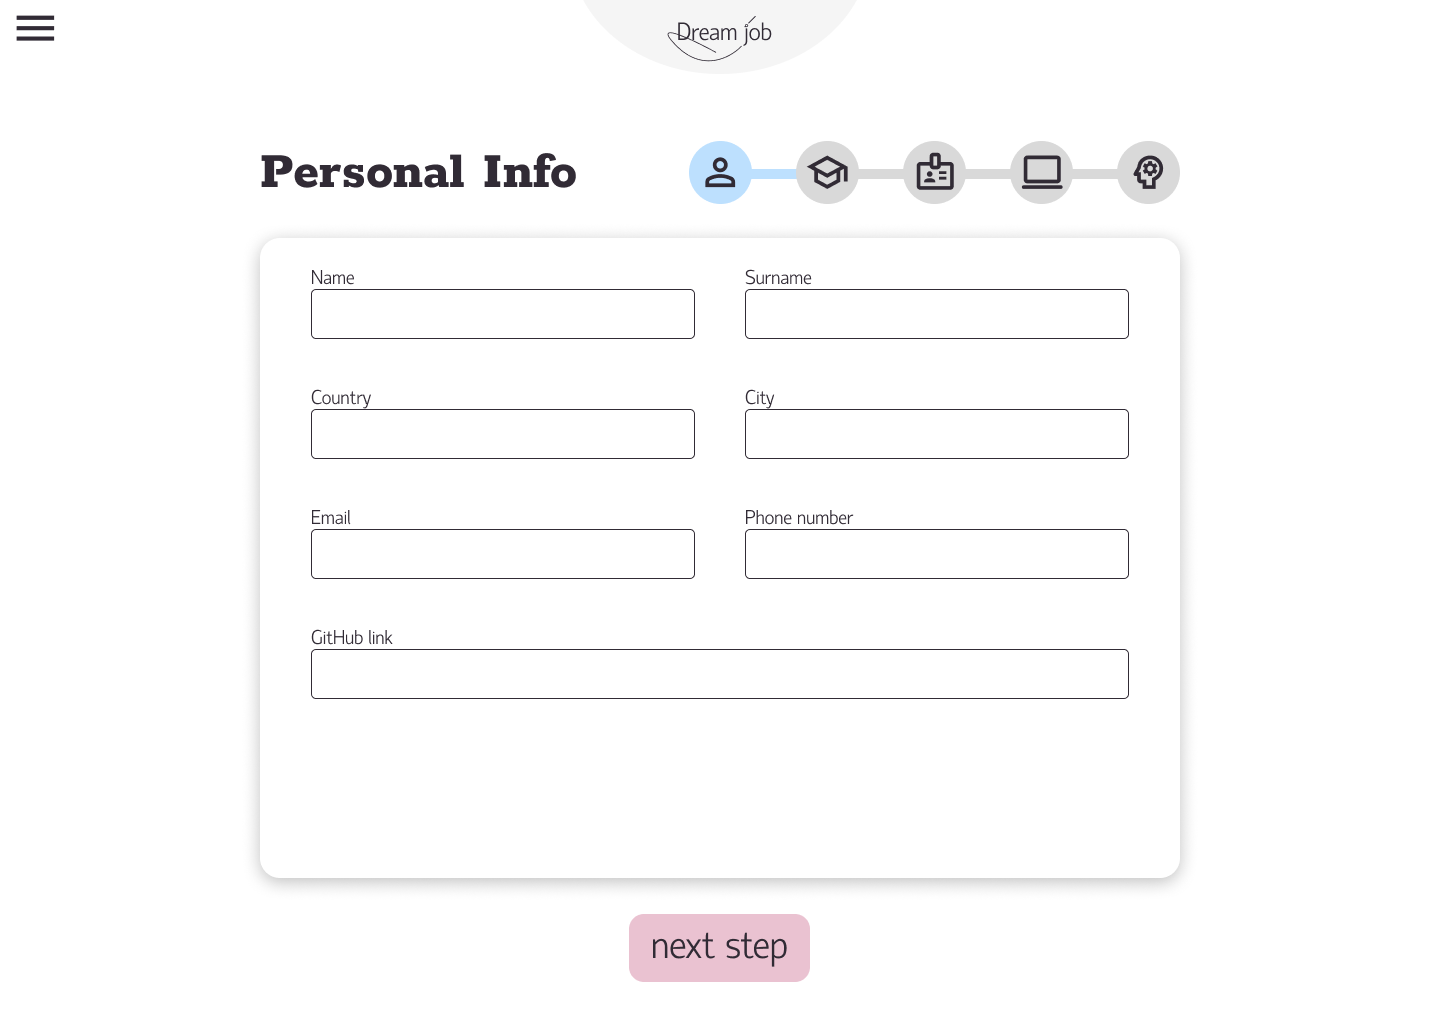 Dream job
Personal Info
Name
Surname
Country
City
Email
Phone number
GitHub link
next step